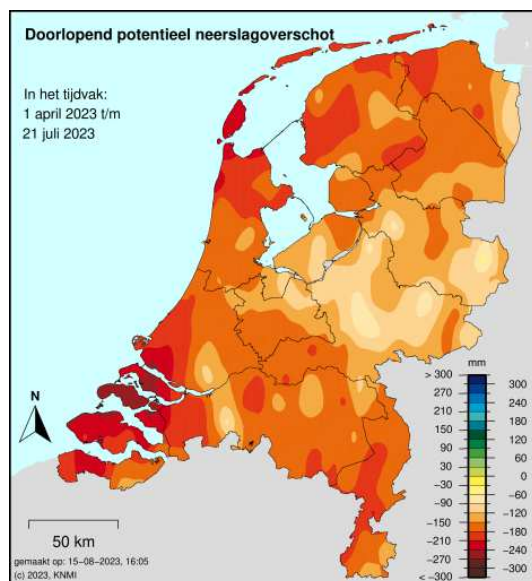 Doorlopend potentieel neerslagoverschot
In het tijdvak:
1 april 2023 t/m
21 juli 2023
N
50 km
gemaakt op: 15-08-2023, 16:05
(c) 2023, KNMI
mm
> 300
270
210
150
90
30
-30
-90
-150
-210
-270
< -300
300
240
180
120
60
0
-60
-120
-180
-240
-300